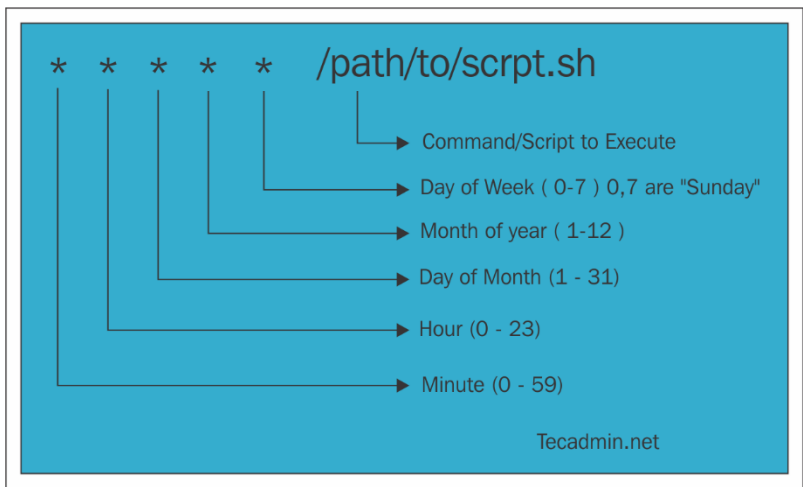 * * * * * /path/to/scrpt.sh
Command/Script to Execute
Day of Week ( 0-7 ) 0,7 are "Sunday"
Month of year ( 1-12 )
Day of Month (1 - 31)
Hour (0 - 23)
Minute (0 - 59)
Tecadmin.net